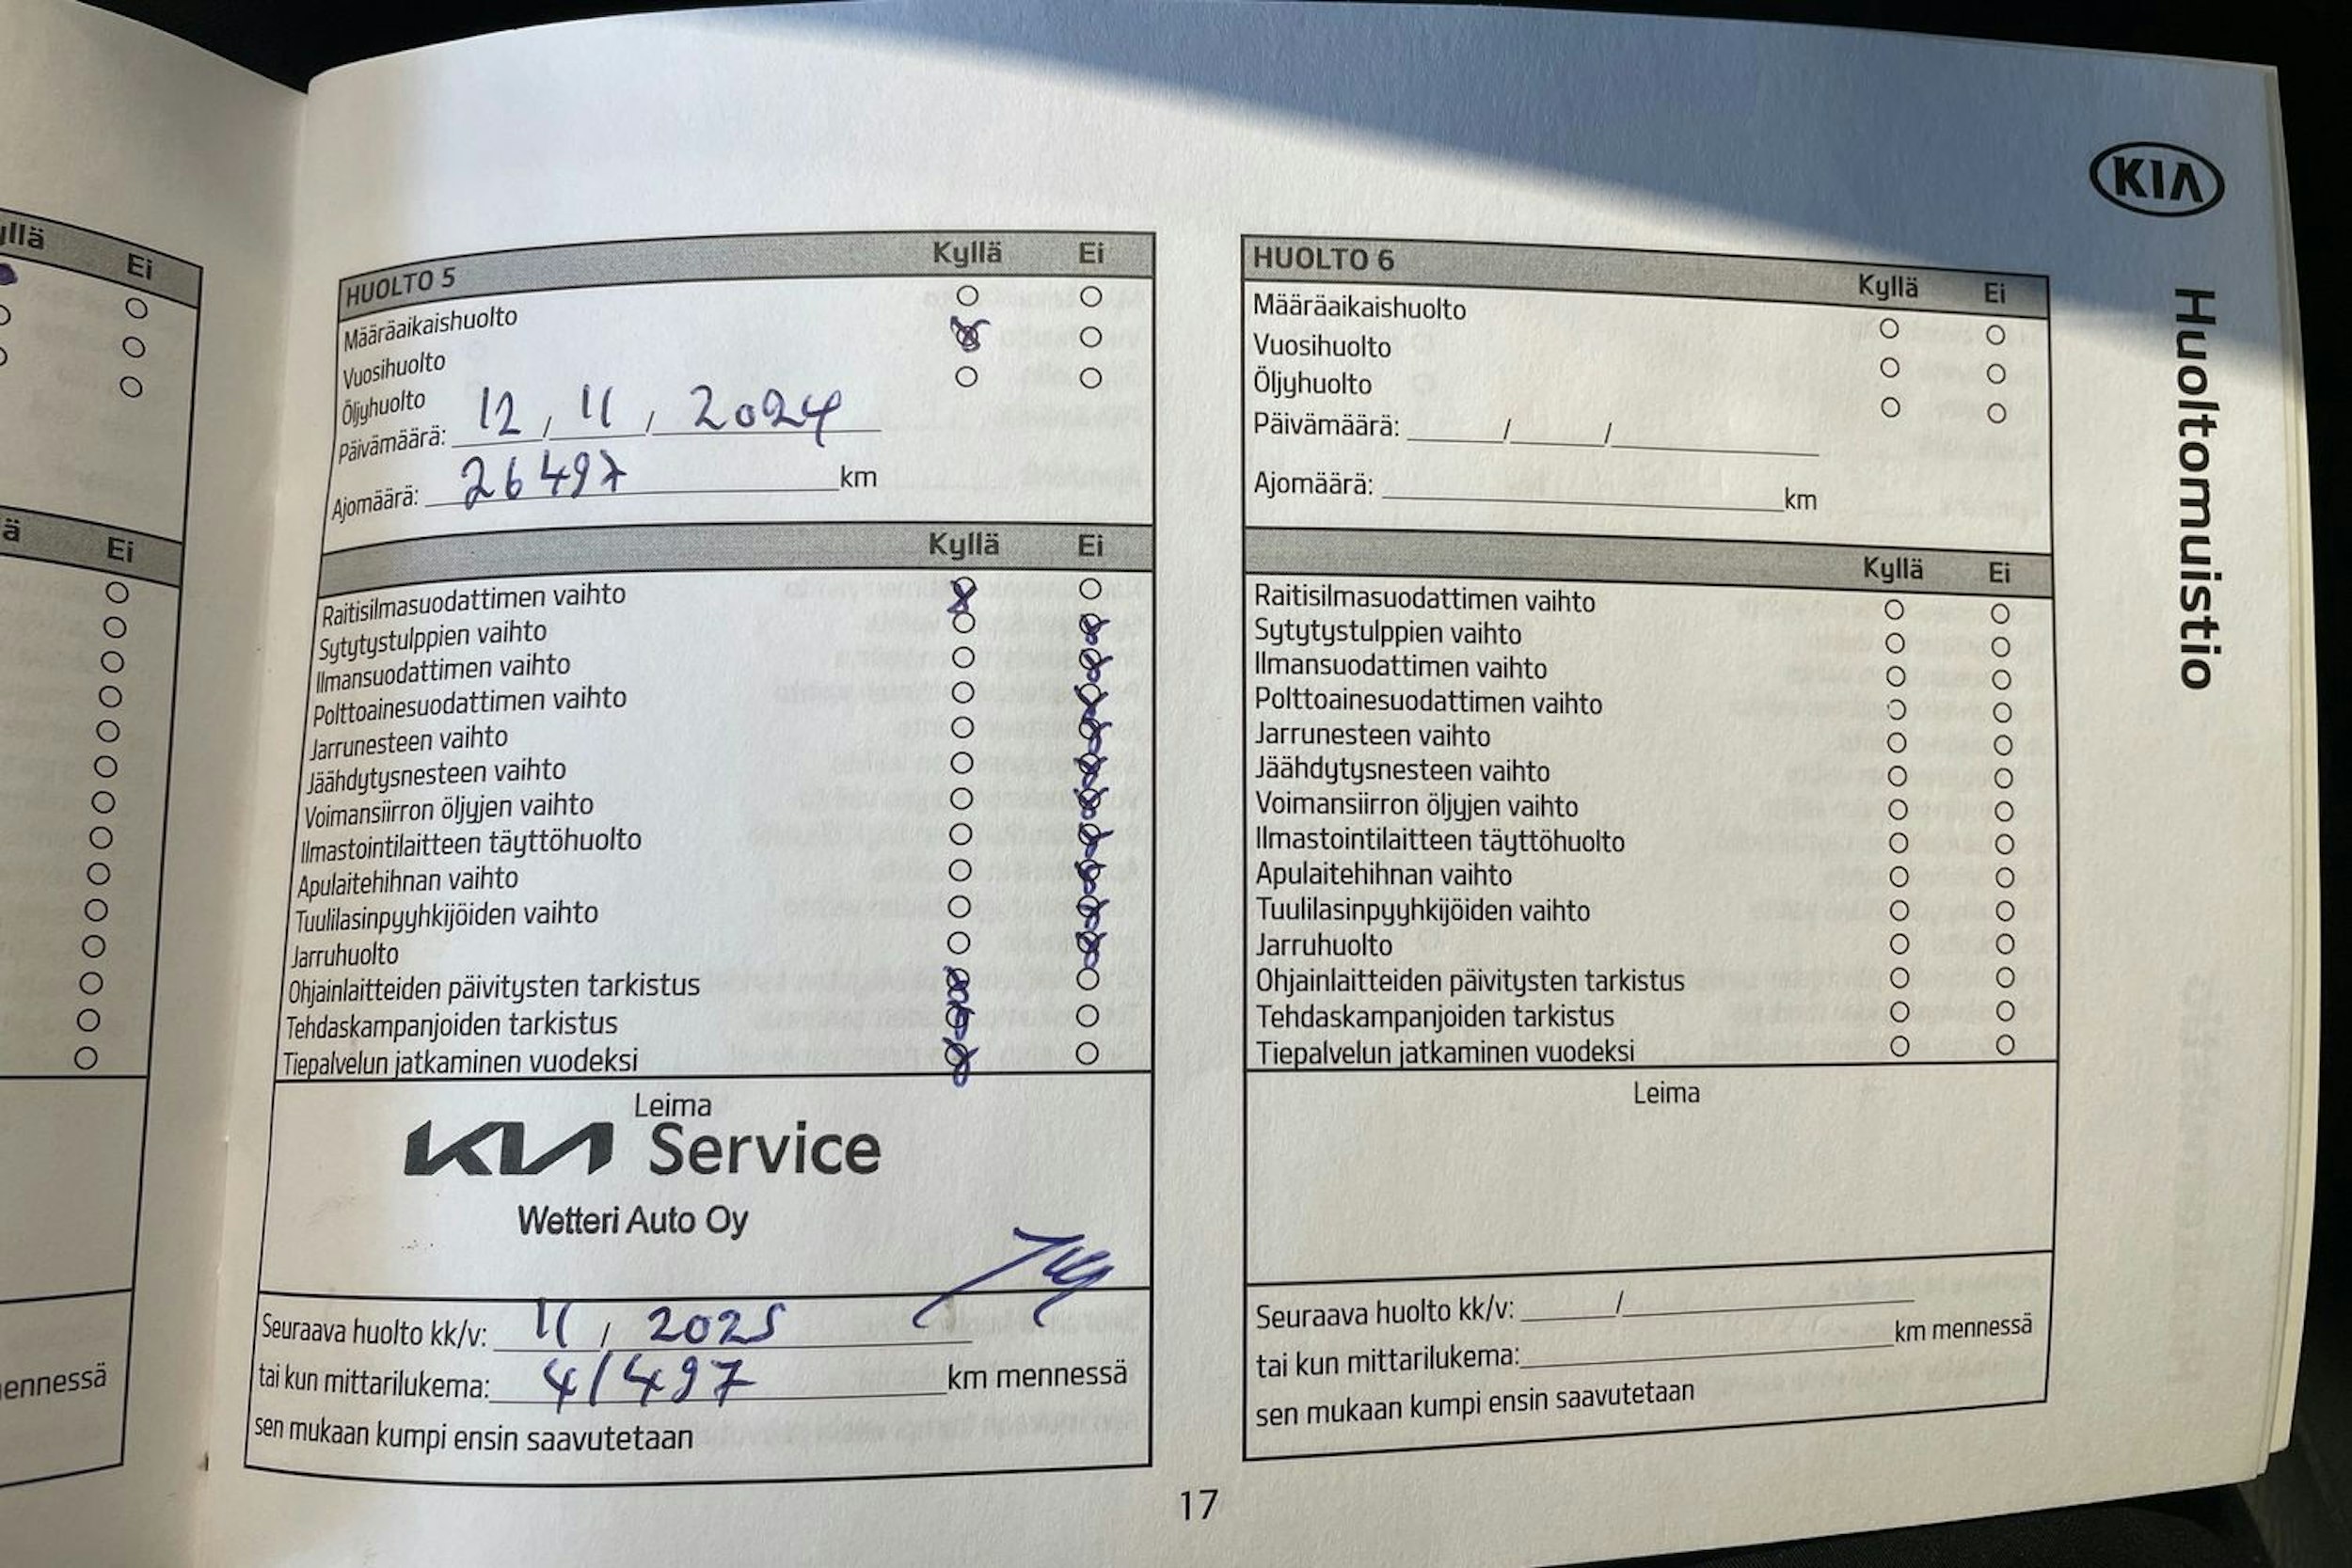 yllä Ei
ä Ei
mennessä
HUOLTO 5 Kyllä Ei
Määräaikaishuolto
Vuosihuolto
Öljyhuolto
Päivämäärä: 12 / 11 / 2024
Ajomäärä: 26497 km
Kyllä Ei
Raitisilmasuodattimen vaihto
Sytytystulppien vaihto
Ilmansuodattimen vaihto
Polttoainesuodattimen vaihto
Jarrunesteen vaihto
Jäähdytysnesteen vaihto
Voimansiirron öljyjen vaihto
Ilmastointilaitteen täyttöhuolto
Apulaitehihnan vaihto
Tuulilasinpyyhkijöiden vaihto
Jarruhuolto
Ohjainlaitteiden päivitysten tarkistus
Tehdaskampanjoiden tarkistus
Tiepalvelun jatkaminen vuodeksi
Leima
KIA Service
Wetteri Auto Oy
Seuraava huolto kk/v: 11 / 2025
tai kun mittarilukema: 41497 km mennessä
sen mukaan kumpi ensin saavutetaan
HUOLTO 6 Kyllä Ei
Määräaikaishuolto
Vuosihuolto
Öljyhuolto
Päivämäärä: / /
Ajomäärä: km
Kyllä Ei
Raitisilmasuodattimen vaihto
Sytytystulppien vaihto
Ilmansuodattimen vaihto
Polttoainesuodattimen vaihto
Jarrunesteen vaihto
Jäähdytysnesteen vaihto
Voimansiirron öljyjen vaihto
Ilmastointilaitteen täyttöhuolto
Apulaitehihnan vaihto
Tuulilasinpyyhkijöiden vaihto
Jarruhuolto
Ohjainlaitteiden päivitysten tarkistus
Tehdaskampanjoiden tarkistus
Tiepalvelun jatkaminen vuodeksi
Leima
Seuraava huolto kk/v: /
tai kun mittarilukema: km mennessä
sen mukaan kumpi ensin saavutetaan
KIA
Huoltomuistio
17